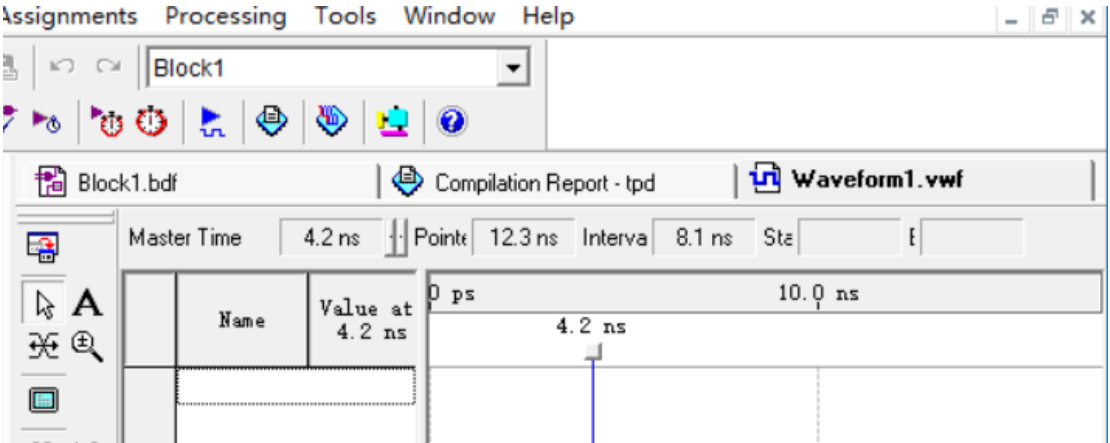 Assignments Processing Tools Window Help
Block1
Block1.bdf Compilation Report - tpd Waveform1.vwf
Master Time 4.2 ns Pointe 12.3 ns Interva 8.1 ns Sta E
A
Name Value at 4.2 ns
0 ps 10.0 ns
4.2 ns